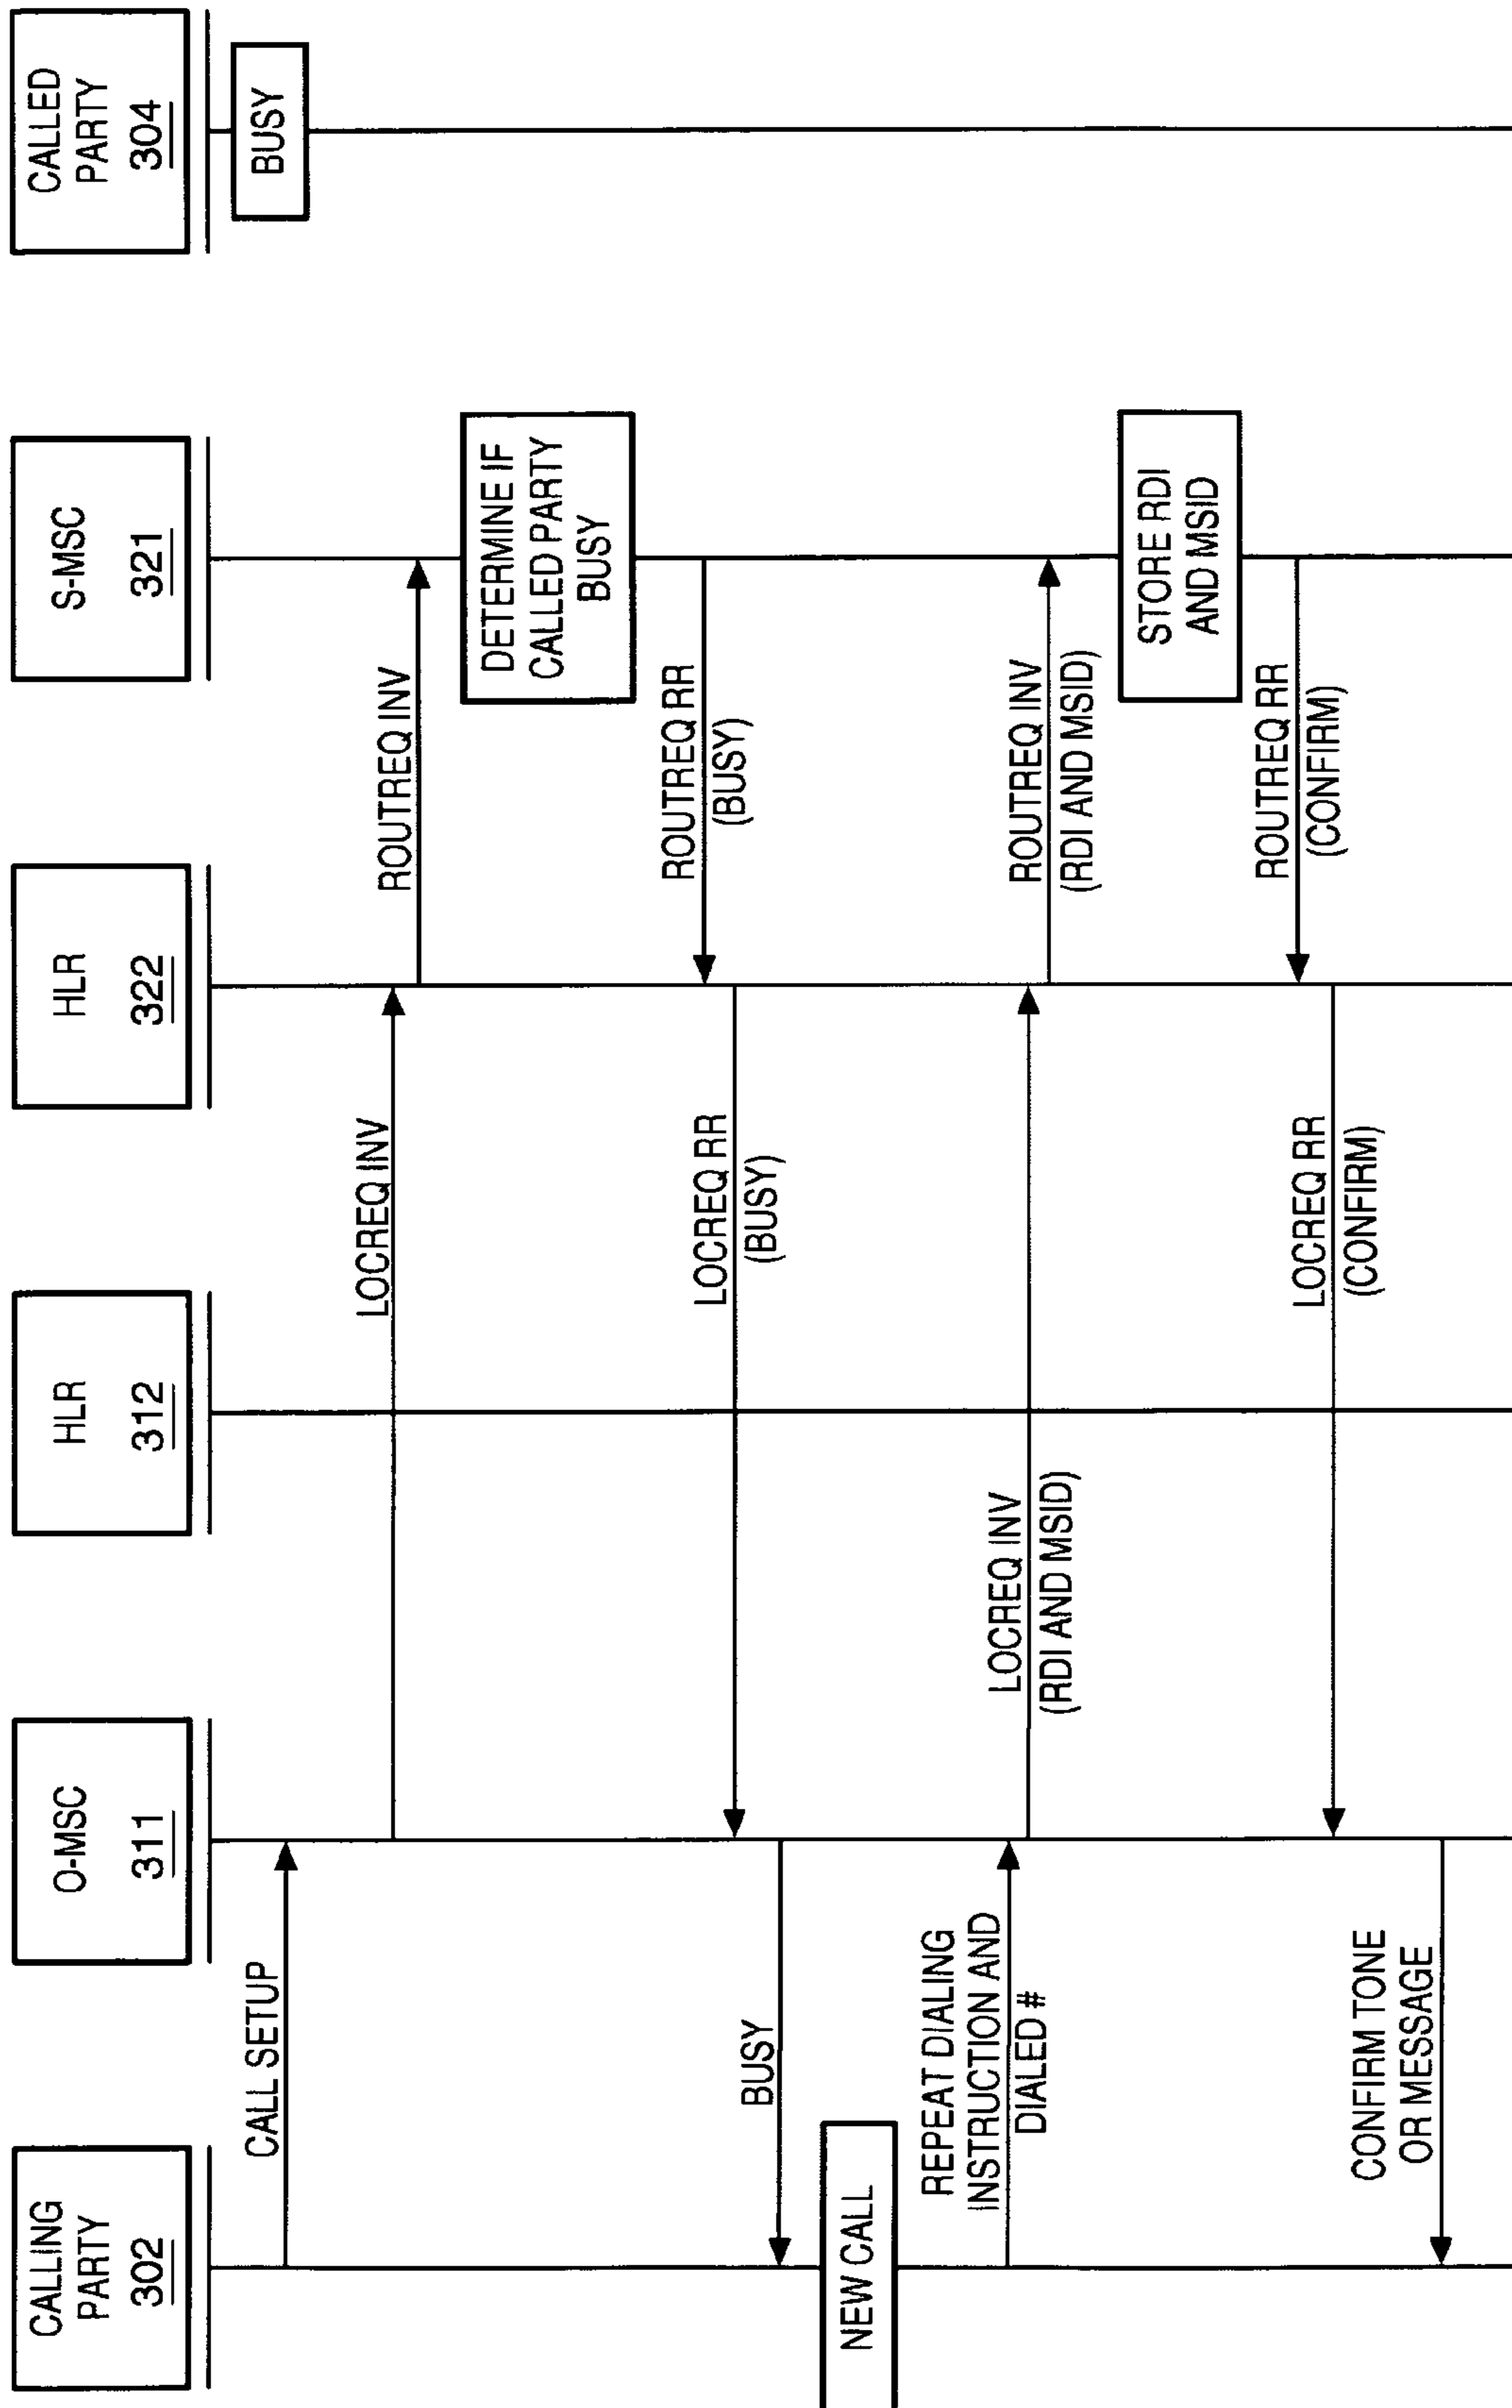 CALLING
PARTY
302
O-MSC
311
HLR
312
HLR
322
S-MSC
321
CALLED
PARTY
304
BUSY
CALL SETUP
LOCREQ INV
ROUTREQ INV
DETERMINE IF
CALLED PARTY
BUSY
ROUTREQ RR
(BUSY)
LOCREQ RR
(BUSY)
BUSY
NEW CALL
REPEAT DIALING
INSTRUCTION AND
DIALED #
LOCREQ INV
(RDI AND MSID)
ROUTREQ INV
(RDI AND MSID)
STORE RDI
AND MSID
ROUTREQ RR
(CONFIRM)
LOCREQ RR
(CONFIRM)
CONFIRM TONE
OR MESSAGE